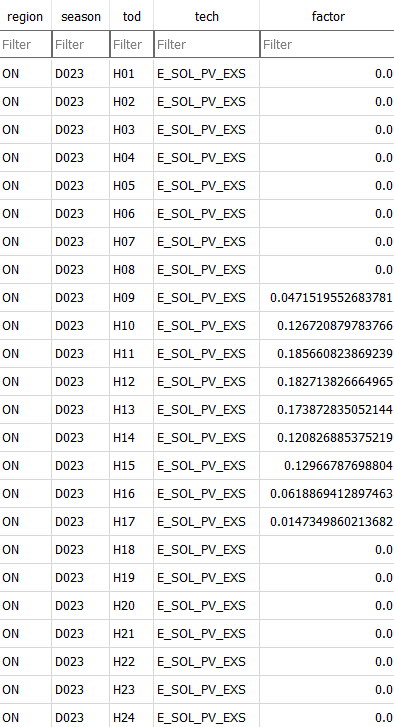 region season tod tech factor
Filter Filter Filter Filter Filter
ON D023 H01 E_SOL_PV_EXS 0.0
ON D023 H02 E_SOL_PV_EXS 0.0
ON D023 H03 E_SOL_PV_EXS 0.0
ON D023 H04 E_SOL_PV_EXS 0.0
ON D023 H05 E_SOL_PV_EXS 0.0
ON D023 H06 E_SOL_PV_EXS 0.0
ON D023 H07 E_SOL_PV_EXS 0.0
ON D023 H08 E_SOL_PV_EXS 0.0
ON D023 H09 E_SOL_PV_EXS 0.0471519552683781
ON D023 H10 E_SOL_PV_EXS 0.126720879783766
ON D023 H11 E_SOL_PV_EXS 0.185660823869239
ON D023 H12 E_SOL_PV_EXS 0.182713826664965
ON D023 H13 E_SOL_PV_EXS 0.173872835052144
ON D023 H14 E_SOL_PV_EXS 0.120826885375219
ON D023 H15 E_SOL_PV_EXS 0.12966787698804
ON D023 H16 E_SOL_PV_EXS 0.0618869412897463
ON D023 H17 E_SOL_PV_EXS 0.0147349860213682
ON D023 H18 E_SOL_PV_EXS 0.0
ON D023 H19 E_SOL_PV_EXS 0.0
ON D023 H20 E_SOL_PV_EXS 0.0
ON D023 H21 E_SOL_PV_EXS 0.0
ON D023 H22 E_SOL_PV_EXS 0.0
ON D023 H23 E_SOL_PV_EXS 0.0
ON D023 H24 E_SOL_PV_EXS 0.0